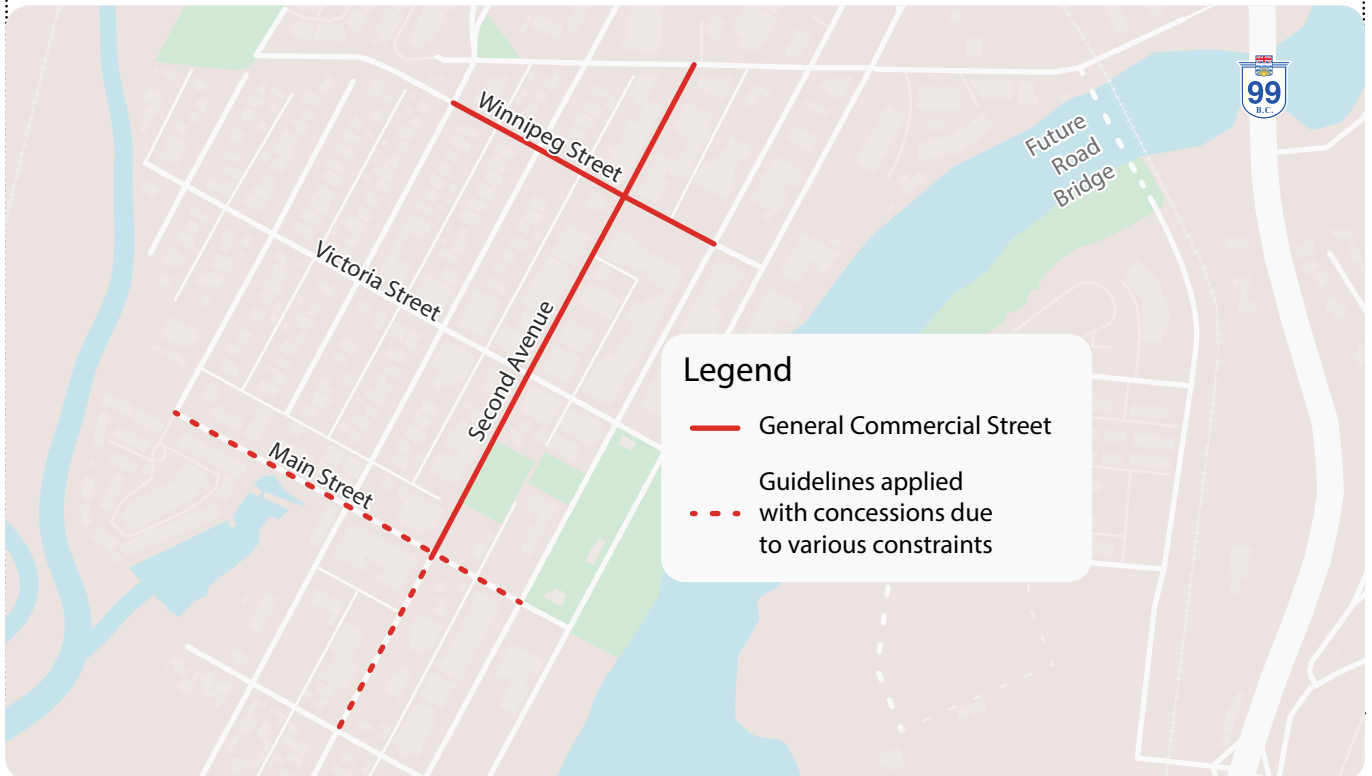 Winnipeg Street
99
B.C.
Future
Road
Bridge
Victoria Street
Second Avenue
Main Street
Legend
General Commercial Street
Guidelines applied
with concessions due
to various constraints